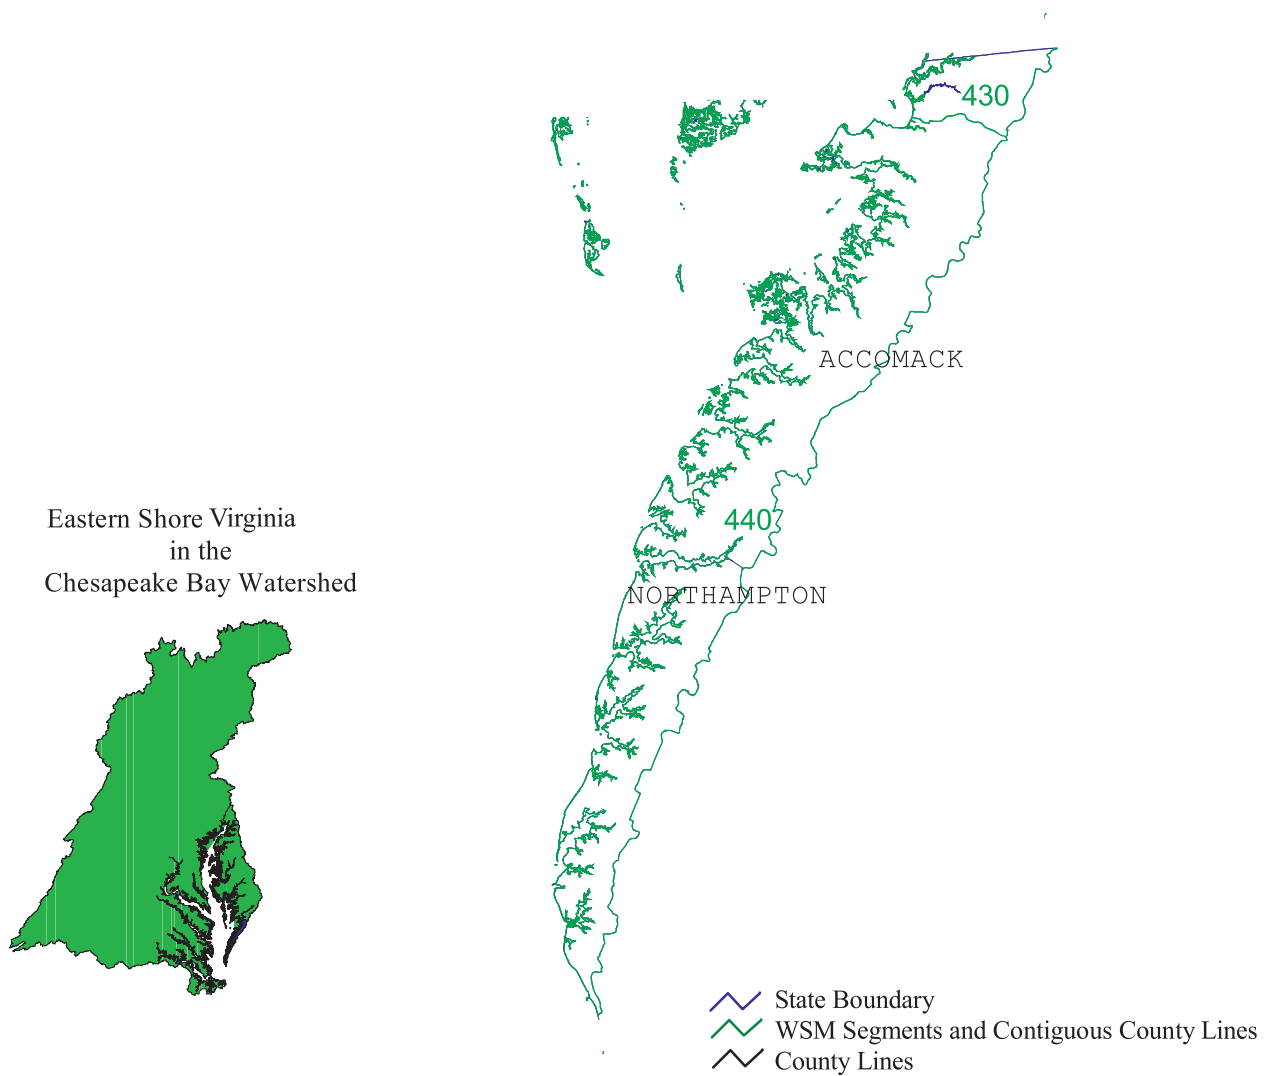 430
ACCOMACK
440
NORTHAMPTON
Eastern Shore Virginia
in the
Chesapeake Bay Watershed
State Boundary
WSM Segments and Contiguous County Lines
County Lines